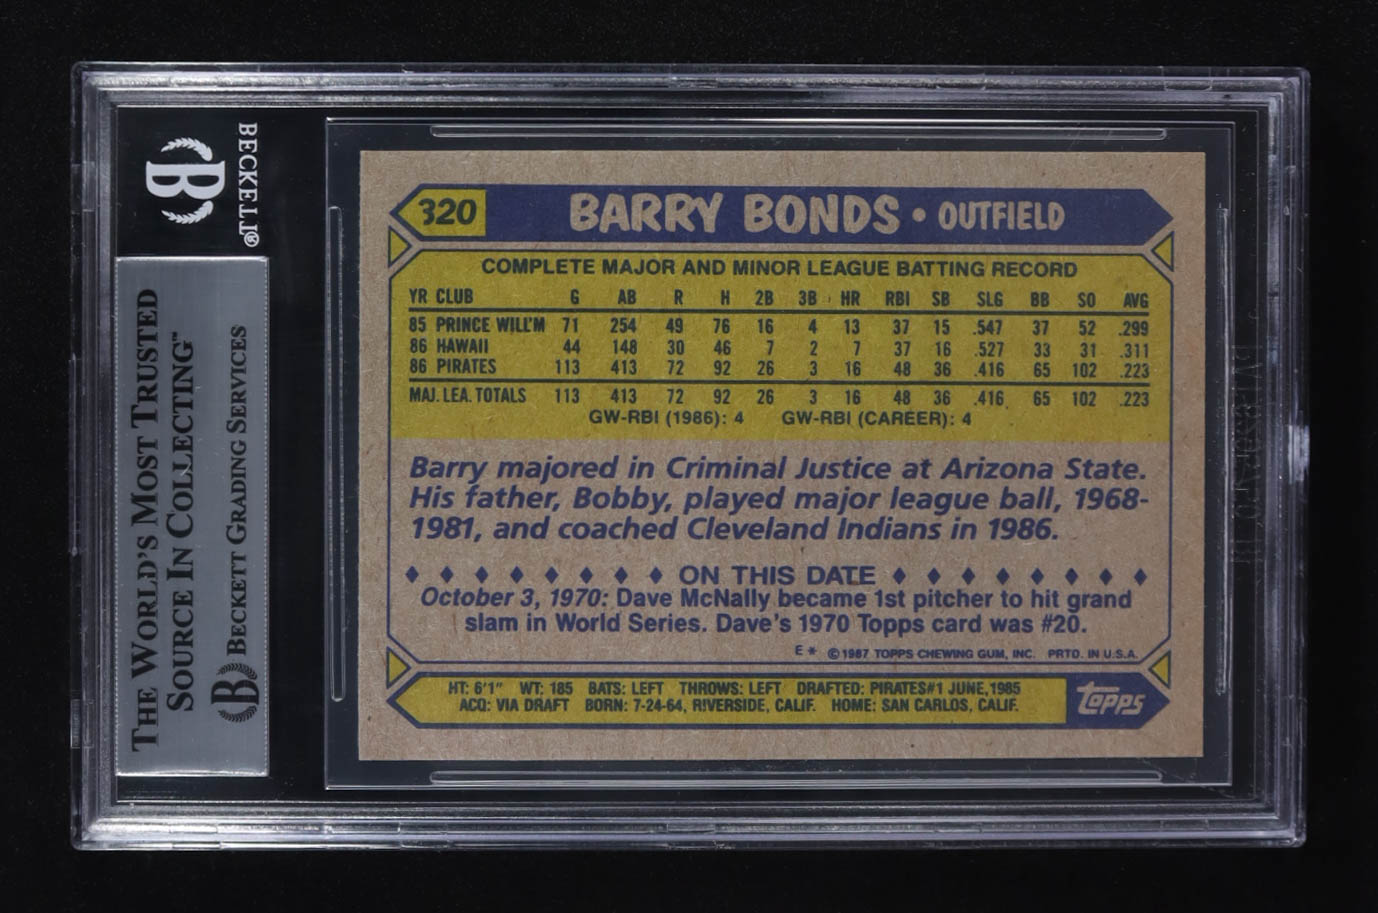 BECKETT®
B
THE WORLD'S MOST TRUSTED
SOURCE IN COLLECTING™
B BECKETT GRADING SERVICES
320 BARRY BONDS • OUTFIELD
COMPLETE MAJOR AND MINOR LEAGUE BATTING RECORD
YR CLUB G AB R H 2B 3B HR RBI SB SLG BB SO AVG
85 PRINCE WILL'M 71 254 49 76 16 4 13 37 15 .547 37 52 .299
86 HAWAII 44 148 30 46 7 2 7 37 16 .527 33 31 .311
86 PIRATES 113 413 72 92 26 3 16 48 36 .416 65 102 .223
MAJ. LEA. TOTALS 113 413 72 92 26 3 16 48 36 .416 65 102 .223
GW-RBI (1986): 4 GW-RBI (CAREER): 4
Barry majored in Criminal Justice at Arizona State.
His father, Bobby, played major league ball, 1968-
1981, and coached Cleveland Indians in 1986.
♦ ♦ ♦ ♦ ♦ ♦ ♦ ♦ ON THIS DATE ♦ ♦ ♦ ♦ ♦ ♦ ♦ ♦
October 3, 1970: Dave McNally became 1st pitcher to hit grand
slam in World Series. Dave's 1970 Topps card was #20.
E* ©1987 TOPPS CHEWING GUM, INC. PRTD. IN U.S.A.
HT: 6'1" WT: 185 BATS: LEFT THROWS: LEFT DRAFTED: PIRATES#1 JUNE,1985
ACQ: VIA DRAFT BORN: 7-24-64, RIVERSIDE, CALIF. HOME: SAN CARLOS, CALIF.
topps